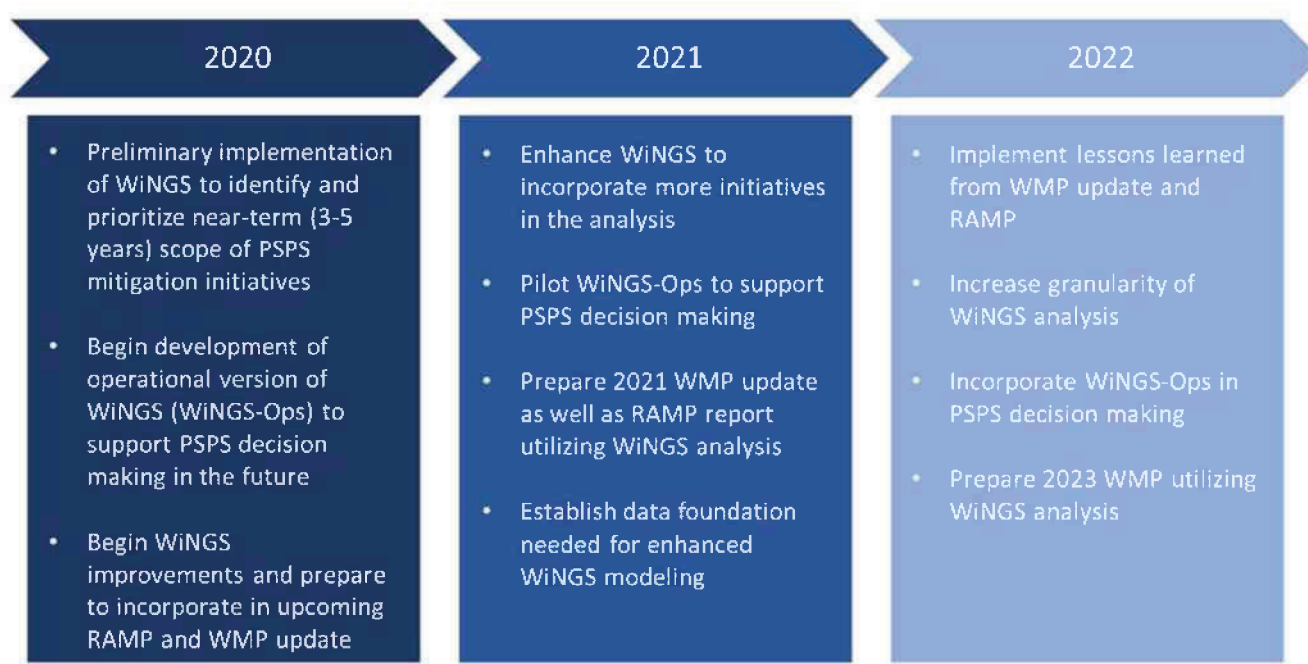 2020
• Preliminary implementation
of WiNGS to identify and
prioritize near-term (3-5
years) scope of PSPS
mitigation initiatives
• Begin development of
operational version of
WiNGS (WiNGS-Ops) to
support PSPS decision
making in the future
• Begin WiNGS
improvements and prepare
to incorporate in upcoming
RAMP and WMP update
2021
• Enhance WiNGS to
incorporate more initiatives
in the analysis
• Pilot WiNGS-Ops to support
PSPS decision making
• Prepare 2021 WMP update
as well as RAMP report
utilizing WiNGS analysis
• Establish data foundation
needed for enhanced
WiNGS modeling
2022
• Implement lessons learned
from WMP update and
RAMP
• Increase granularity of
WiNGS analysis
• Incorporate WiNGS-Ops in
PSPS decision making
• Prepare 2023 WMP utilizing
WiNGS analysis